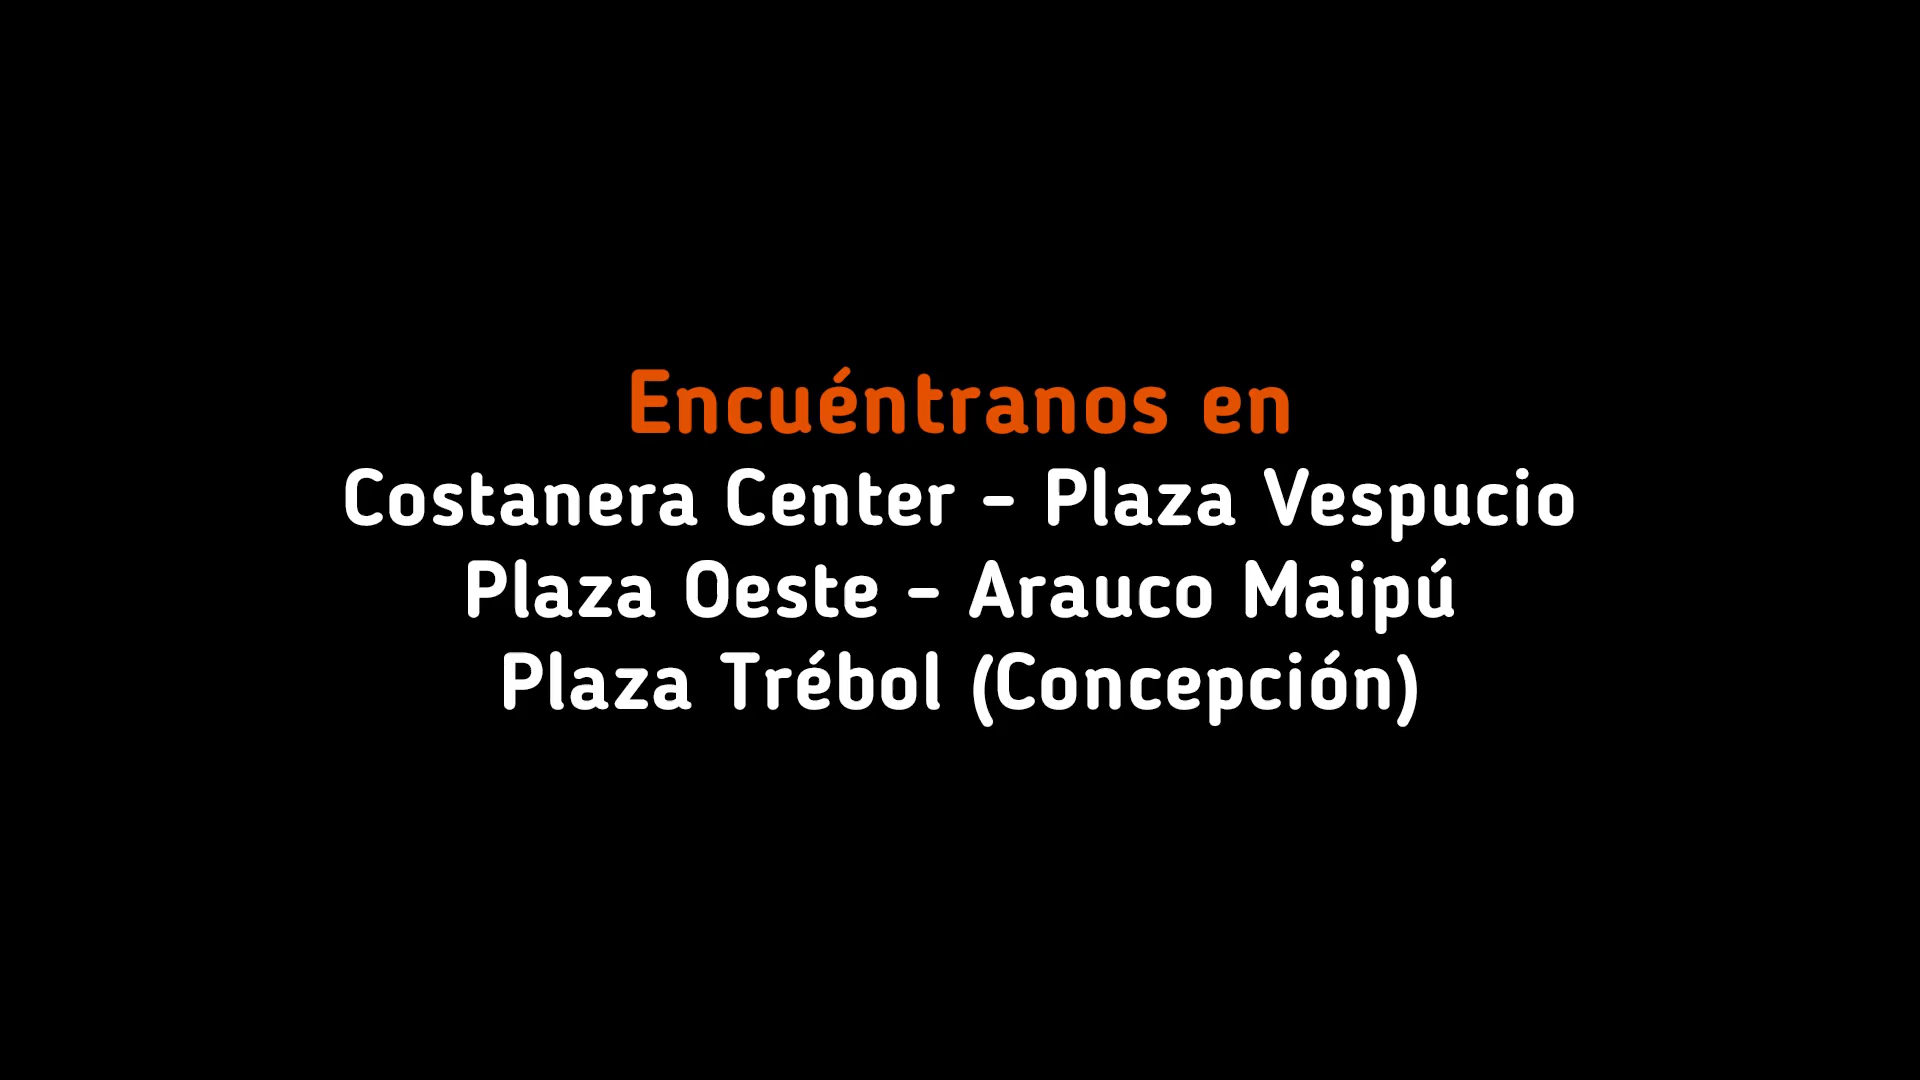 Encuéntranos en
Costanera Center - Plaza Vespucio
Plaza Oeste - Arauco Maipú
Plaza Trébol (Concepción)